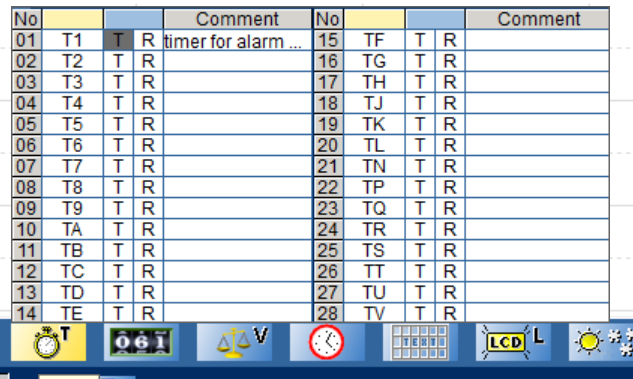 No Comment No Comment
01 T1 T R timer for alarm ... 15 TF T R
02 T2 T R 16 TG T R
03 T3 T R 17 TH T R
04 T4 T R 18 TJ T R
05 T5 T R 19 TK T R
06 T6 T R 20 TL T R
07 T7 T R 21 TN T R
08 T8 T R 22 TP T R
09 T9 T R 23 TQ T R
10 TA T R 24 TR T R
11 TB T R 25 TS T R
12 TC T R 26 TT T R
13 TD T R 27 TU T R
14 TE T R 28 TV T R
T 061 V TEXTS LCD L